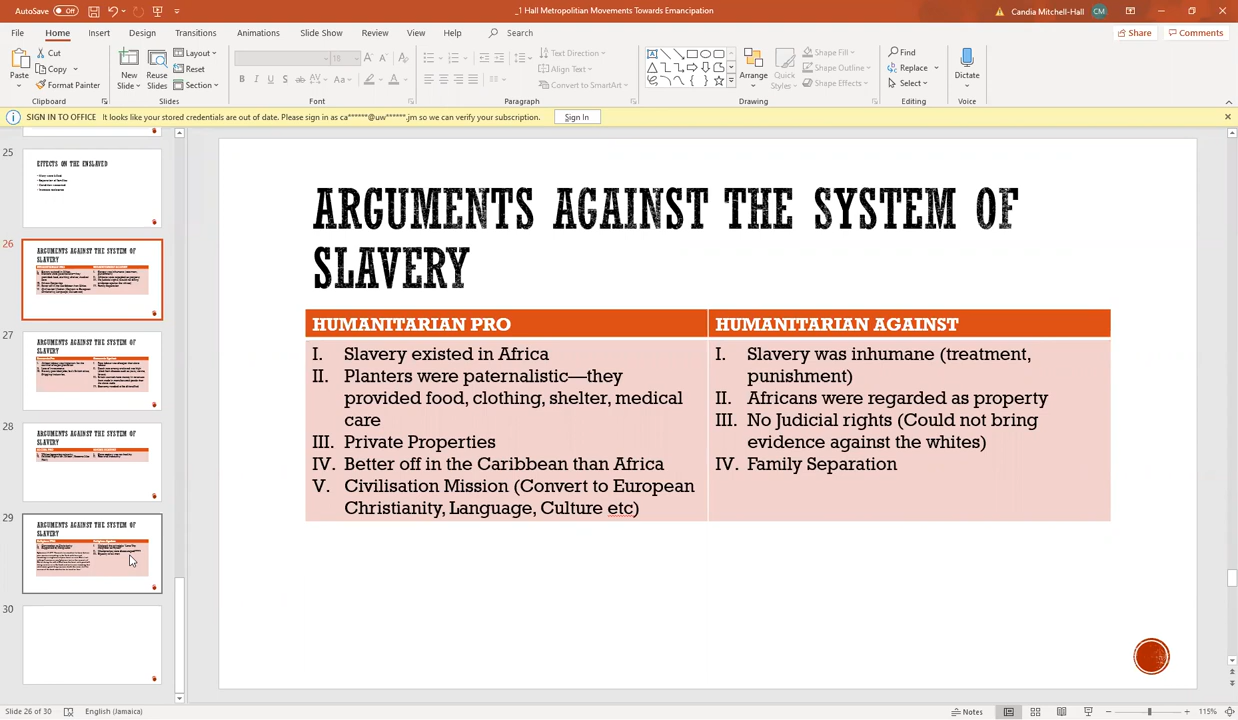 AutoSave Off
_1 Hall Metropolitan Movements Towards Emancipation
Candia Mitchell-Hall CM
File Home Insert Design Transitions Animations Slide Show Review View Help Search
Share Comments
Paste
Cut
Copy
Format Painter
Clipboard
New
Slide
Reuse
Slides
Layout
Reset
Section
Slides
18
B I U S ab AV Aa A
Font
Text Direction
Align Text
Convert to SmartArt
Paragraph
Arrange
Quick
Styles
Shape Fill
Shape Outline
Shape Effects
Drawing
Find
Replace
Select
Editing
Dictate
Voice
SIGN IN TO OFFICE It looks like your stored credentials are out of date. Please sign in as ca******@uw******.jm so we can verify your subscription. Sign In
25
EFFECTS ON THE ENSLAVED
26
ARGUMENTS AGAINST THE SYSTEM OF
SLAVERY
27
ARGUMENTS AGAINST THE SYSTEM OF
SLAVERY
28
ARGUMENTS AGAINST THE SYSTEM OF
SLAVERY
29
ARGUMENTS AGAINST THE SYSTEM OF
SLAVERY
30
ARGUMENTS AGAINST THE SYSTEM OF
SLAVERY
HUMANITARIAN PRO
I. Slavery existed in Africa
II. Planters were paternalistic—they
provided food, clothing, shelter, medical
care
III. Private Properties
IV. Better off in the Caribbean than Africa
V. Civilisation Mission (Convert to European
Christianity, Language, Culture etc)
HUMANITARIAN AGAINST
I. Slavery was inhumane (treatment,
punishment)
II. Africans were regarded as property
III. No Judicial rights (Could not bring
evidence against the whites)
IV. Family Separation
Slide 26 of 30 English (Jamaica)
Notes
115%